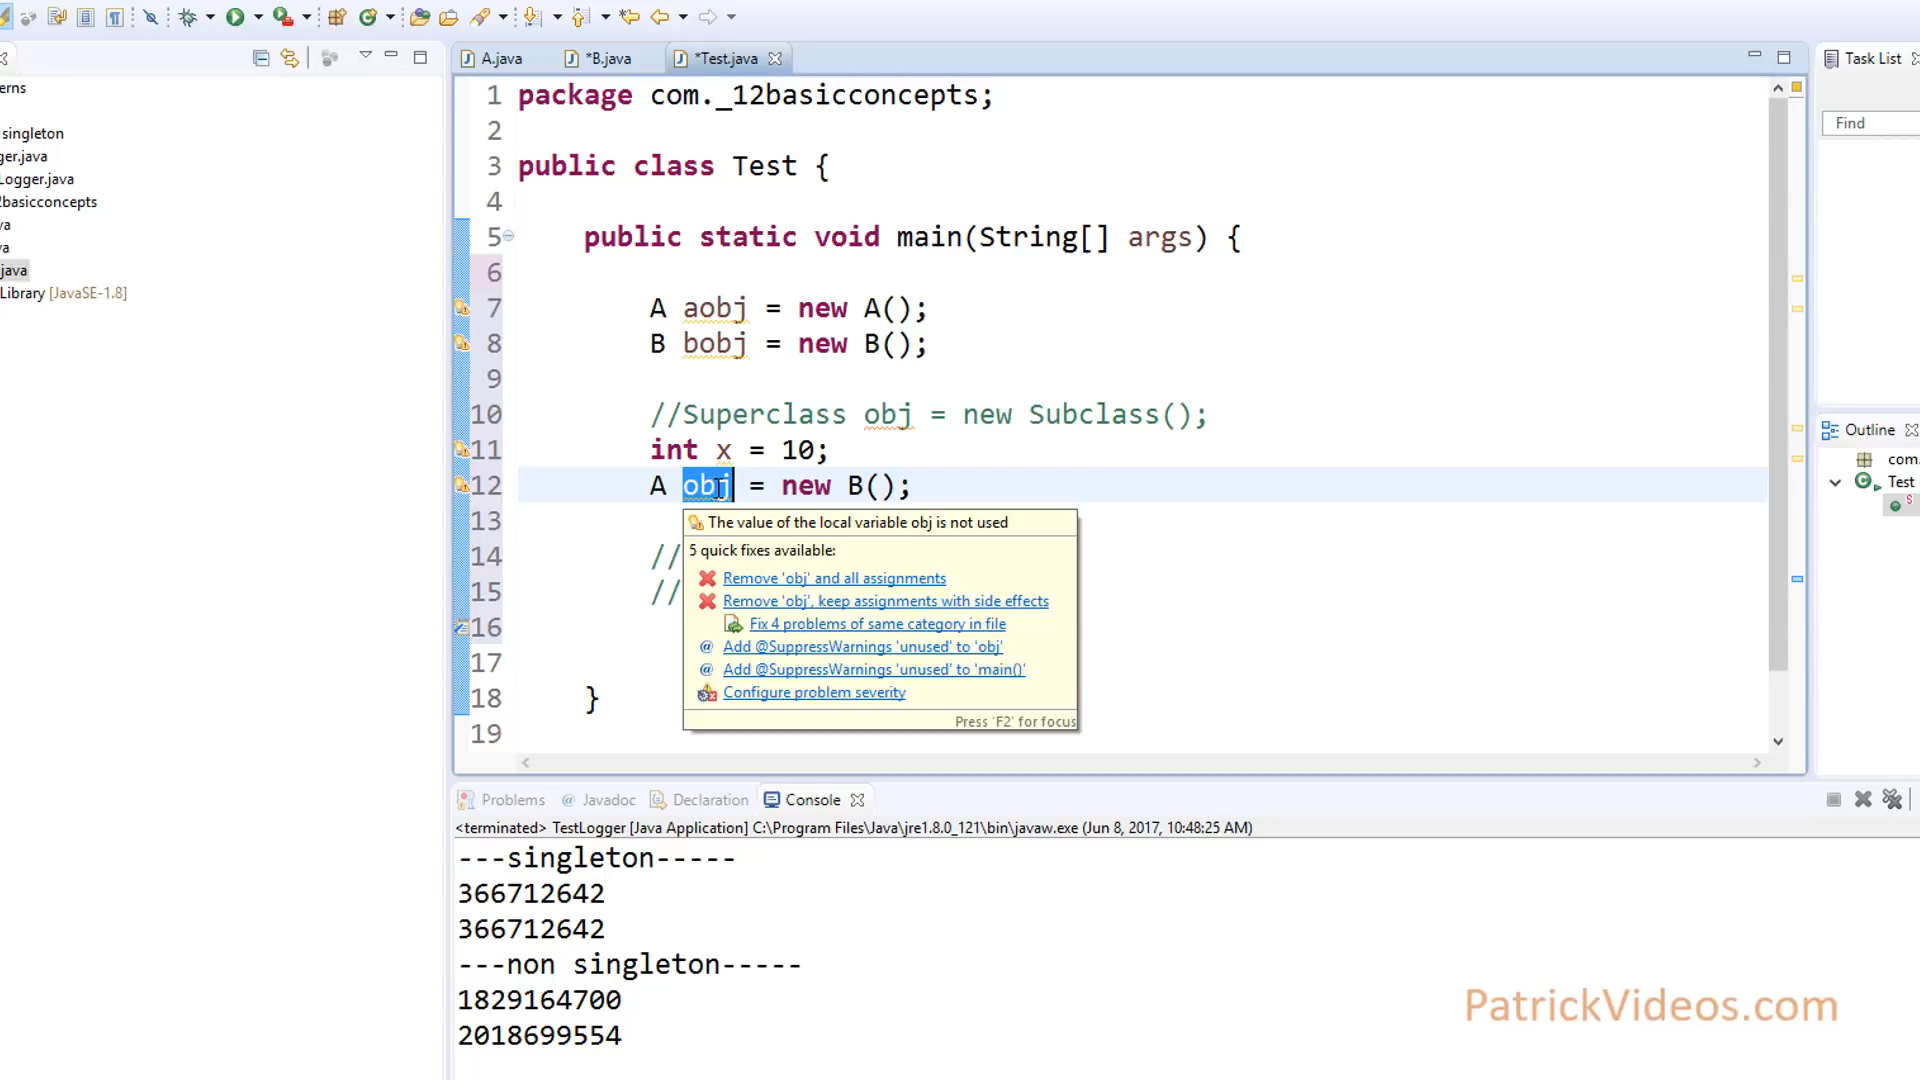 A.java
*B.java
*Test.java
Task List
erns
singleton
ger.java
Logger.java
2basicconcepts
va
va
java
Library [JavaSE-1.8]
1 package com._12basicconcepts;
2
3 public class Test {
4
5 public static void main(String[] args) {
6
7 A aobj = new A();
8 B bobj = new B();
9
10 //Superclass obj = new Subclass();
11 int x = 10;
12 A obj = new B();
13
14 //
15 //
16
17
18 }
19
The value of the local variable obj is not used
5 quick fixes available:
Remove 'obj' and all assignments
Remove 'obj', keep assignments with side effects
Fix 4 problems of same category in file
Add @SuppressWarnings 'unused' to 'obj'
Add @SuppressWarnings 'unused' to 'main()'
Configure problem severity
Press 'F2' for focus
Find
Outline
com.
Test
S
Problems
@ Javadoc
Declaration
Console
<terminated> TestLogger [Java Application] C:\Program Files\Java\jre1.8.0_121\bin\javaw.exe (Jun 8, 2017, 10:48:25 AM)
---singleton-----
366712642
366712642
---non singleton-----
1829164700
2018699554
PatrickVideos.com